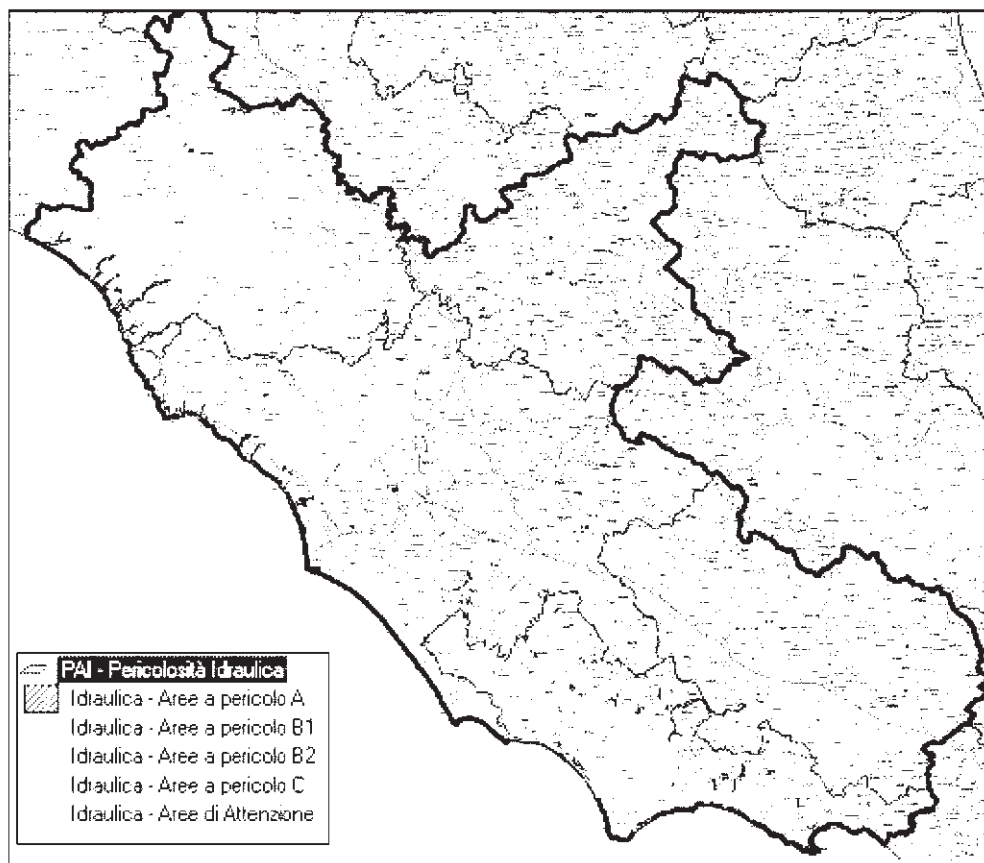 PAI - Pericolosità Idraulica
Idraulica - Aree a pericolo A
Idraulica - Aree a pericolo B1
Idraulica - Aree a pericolo B2
Idraulica - Aree a pericolo C
Idraulica - Aree di Attenzione